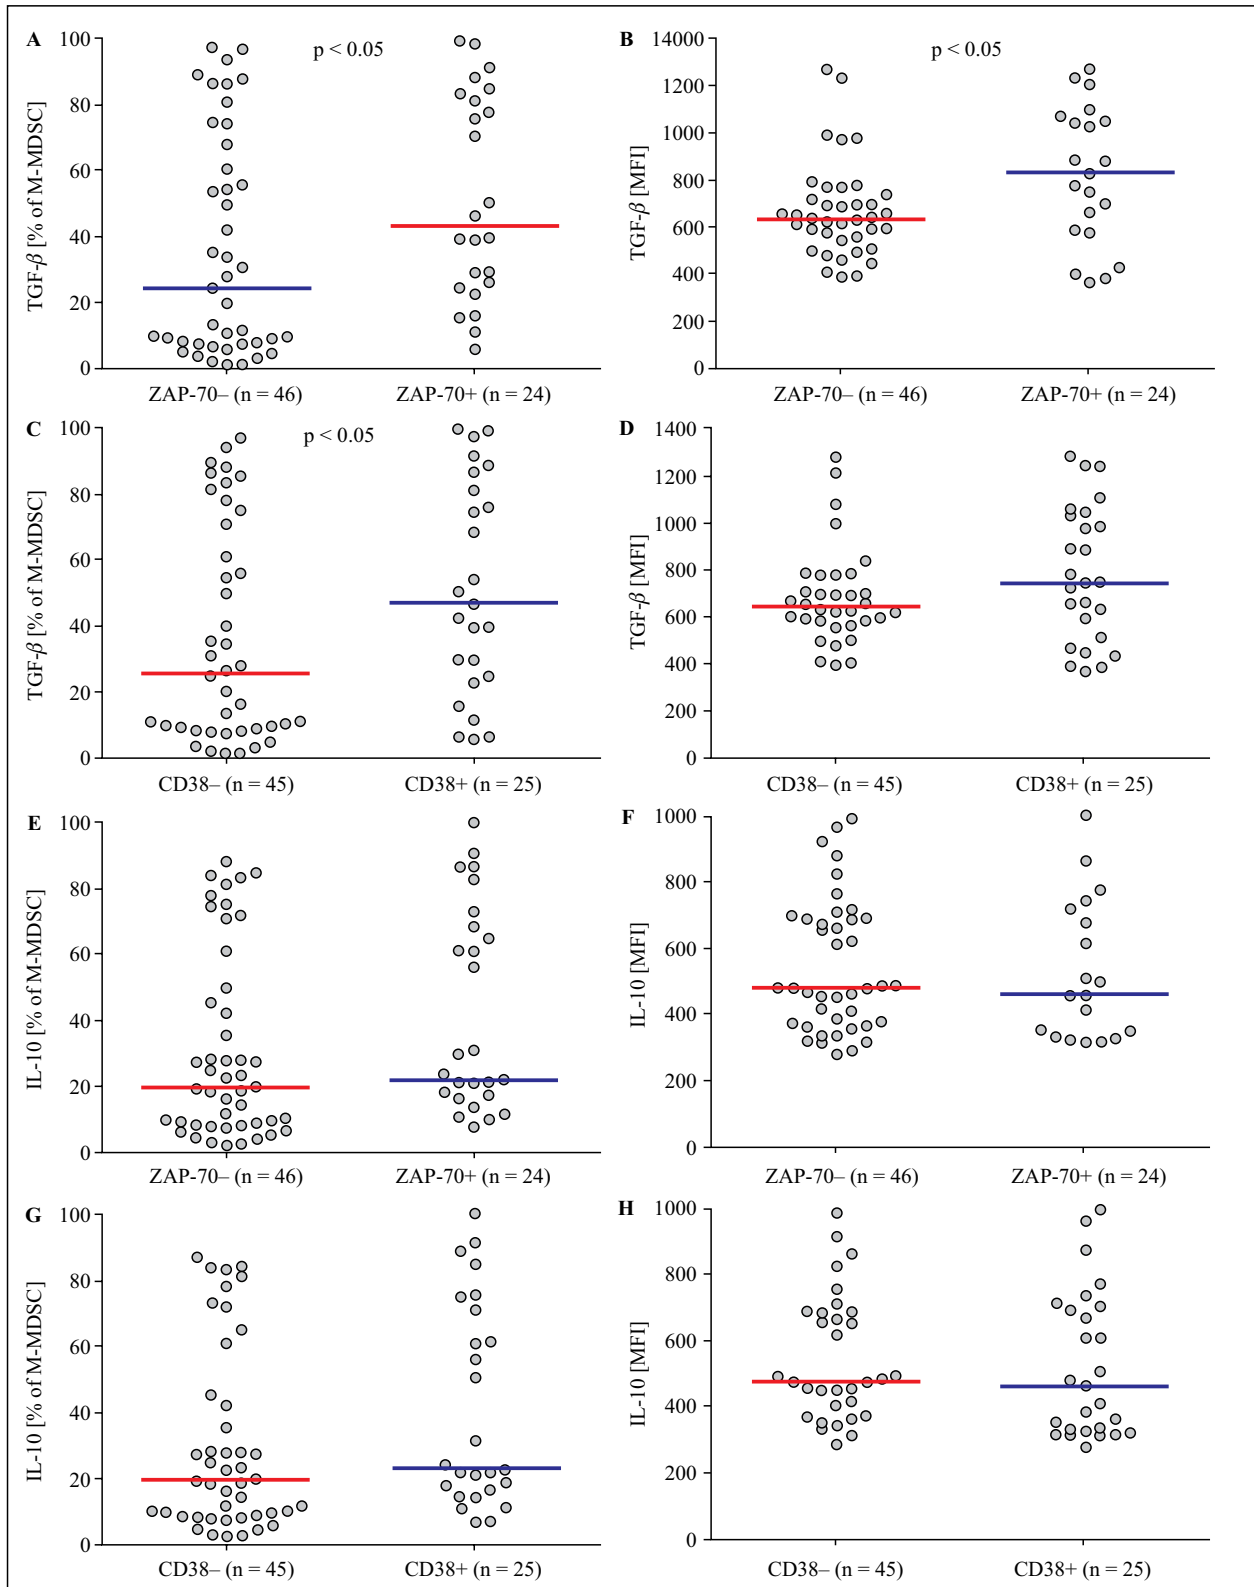 A
p < 0.05
TGF-β [% of M-MDSC]
100
80
60
40
20
0
ZAP-70– (n = 46)
ZAP-70+ (n = 24)
B
p < 0.05
TGF-β [MFI]
14000
1200
1000
800
600
400
200
0
ZAP-70– (n = 46)
ZAP-70+ (n = 24)
C
p < 0.05
TGF-β [% of M-MDSC]
100
80
60
40
20
0
CD38– (n = 45)
CD38+ (n = 25)
D
TGF-β [MFI]
1400
1200
1000
800
600
400
200
0
CD38– (n = 45)
CD38+ (n = 25)
E
IL-10 [% of M-MDSC]
100
80
60
40
20
0
ZAP-70– (n = 46)
ZAP-70+ (n = 24)
F
IL-10 [MFI]
1000
800
600
400
200
0
ZAP-70– (n = 46)
ZAP-70+ (n = 24)
G
IL-10 [% of M-MDSC]
100
80
60
40
20
0
CD38– (n = 45)
CD38+ (n = 25)
H
IL-10 [MFI]
1000
800
600
400
200
0
CD38– (n = 45)
CD38+ (n = 25)